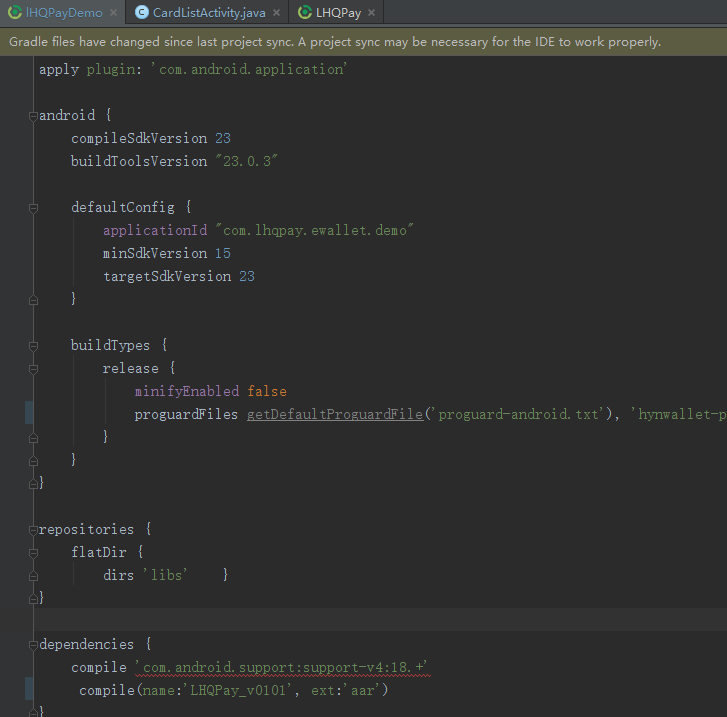 lHQPayDemo × CardListActivity.java × LHQPay ×
Gradle files have changed since last project sync. A project sync may be necessary for the IDE to work properly.
apply plugin: 'com.android.application'
android {
compileSdkVersion 23
buildToolsVersion "23.0.3"
defaultConfig {
applicationId "com.lhqpay.ewallet.demo"
minSdkVersion 15
targetSdkVersion 23
}
buildTypes {
release {
minifyEnabled false
proguardFiles getDefaultProguardFile('proguard-android.txt'), 'hynwallet-p
}
}
}
repositories {
flatDir {
dirs 'libs' }
}
dependencies {
compile 'com.android.support:support-v4:18.+'
compile(name:'LHQPay_v0101', ext:'aar')
}